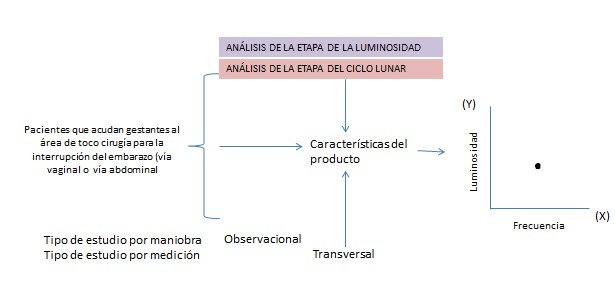 ANÁLISIS DE LA ETAPA DE LA LUMINOSIDAD
ANÁLISIS DE LA ETAPA DEL CICLO LUNAR
Pacientes que acudan gestantes al
área de toco cirugía para la
interrupción del embarazo (vía
vaginal o vía abdominal
Características del
producto
(Y)
Luminosidad
(X)
Frecuencia
Tipo de estudio por maniobra
Observacional
Tipo de estudio por medición
Transversal